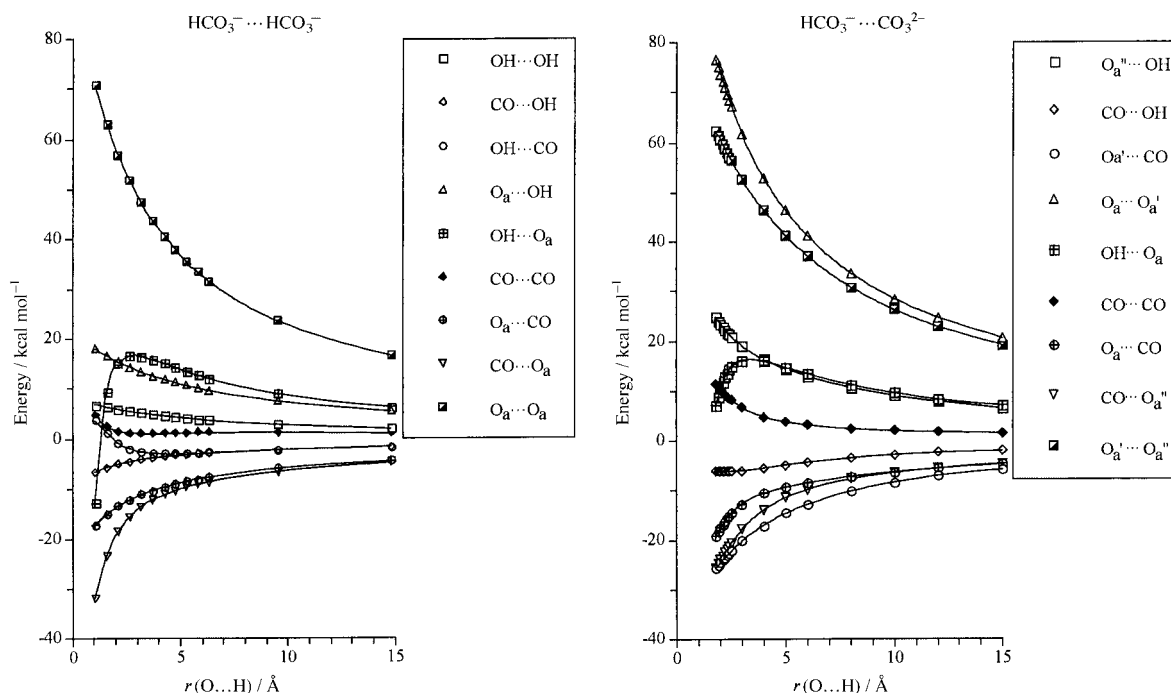 HCO₃⁻ ··· HCO₃⁻
80
60
40
20
0
-20
-40
Energy / kcal mol⁻¹
0
5
10
15
r (O...H) / Å
OH···OH
CO···OH
OH···CO
Oₐ···OH
OH···Oₐ
CO···CO
Oₐ···CO
CO···Oₐ
Oₐ···Oₐ
HCO₃⁻ ··· CO₃²⁻
80
60
40
20
0
-20
-40
Energy / kcal mol⁻¹
0
5
10
15
r (O...H) / Å
Oₐ"···OH
CO···OH
Oa'···CO
Oₐ···Oₐ'
OH···Oₐ
CO···CO
Oₐ···CO
CO···Oₐ"
Oₐ'···Oₐ"